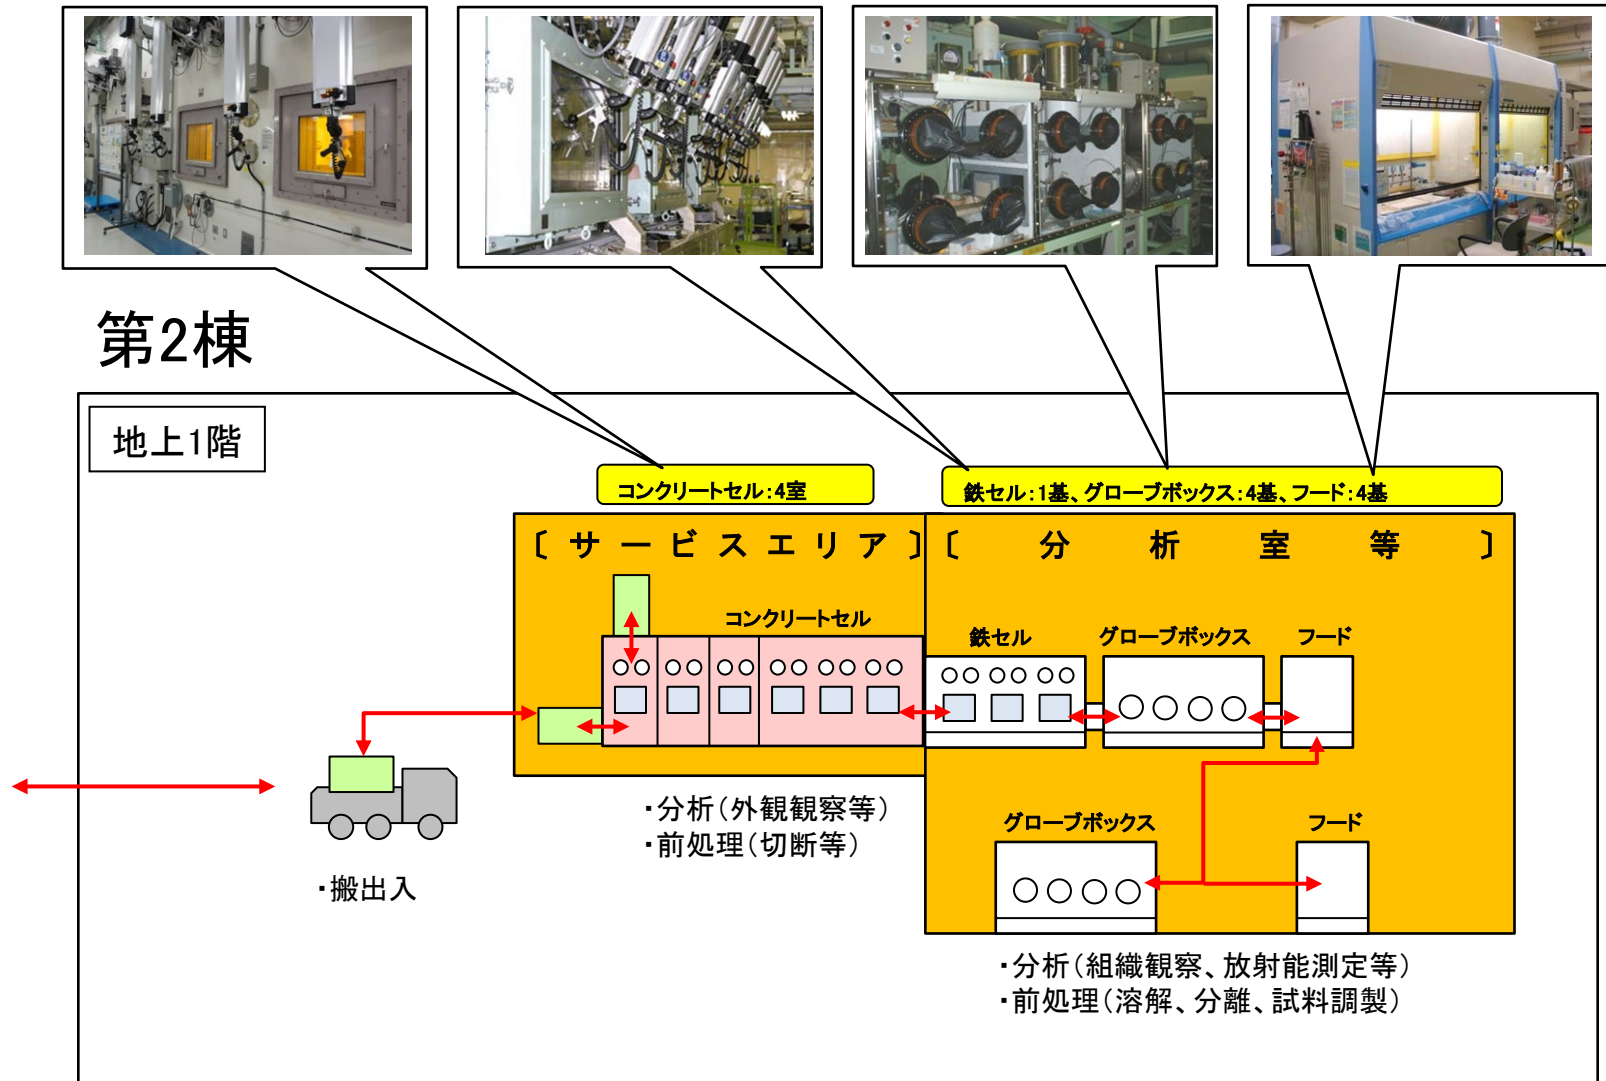 第2棟
地上1階
コンクリートセル:4室
鉄セル:1基、グローブボックス:4基、フード:4基
〔サービスエリア〕
〔分析室等〕
コンクリートセル
鉄セル
グローブボックス
フード
グローブボックス
フード
・搬出入
・分析(外観観察等)
・前処理(切断等)
・分析(組織観察、放射能測定等)
・前処理(溶解、分離、試料調製)